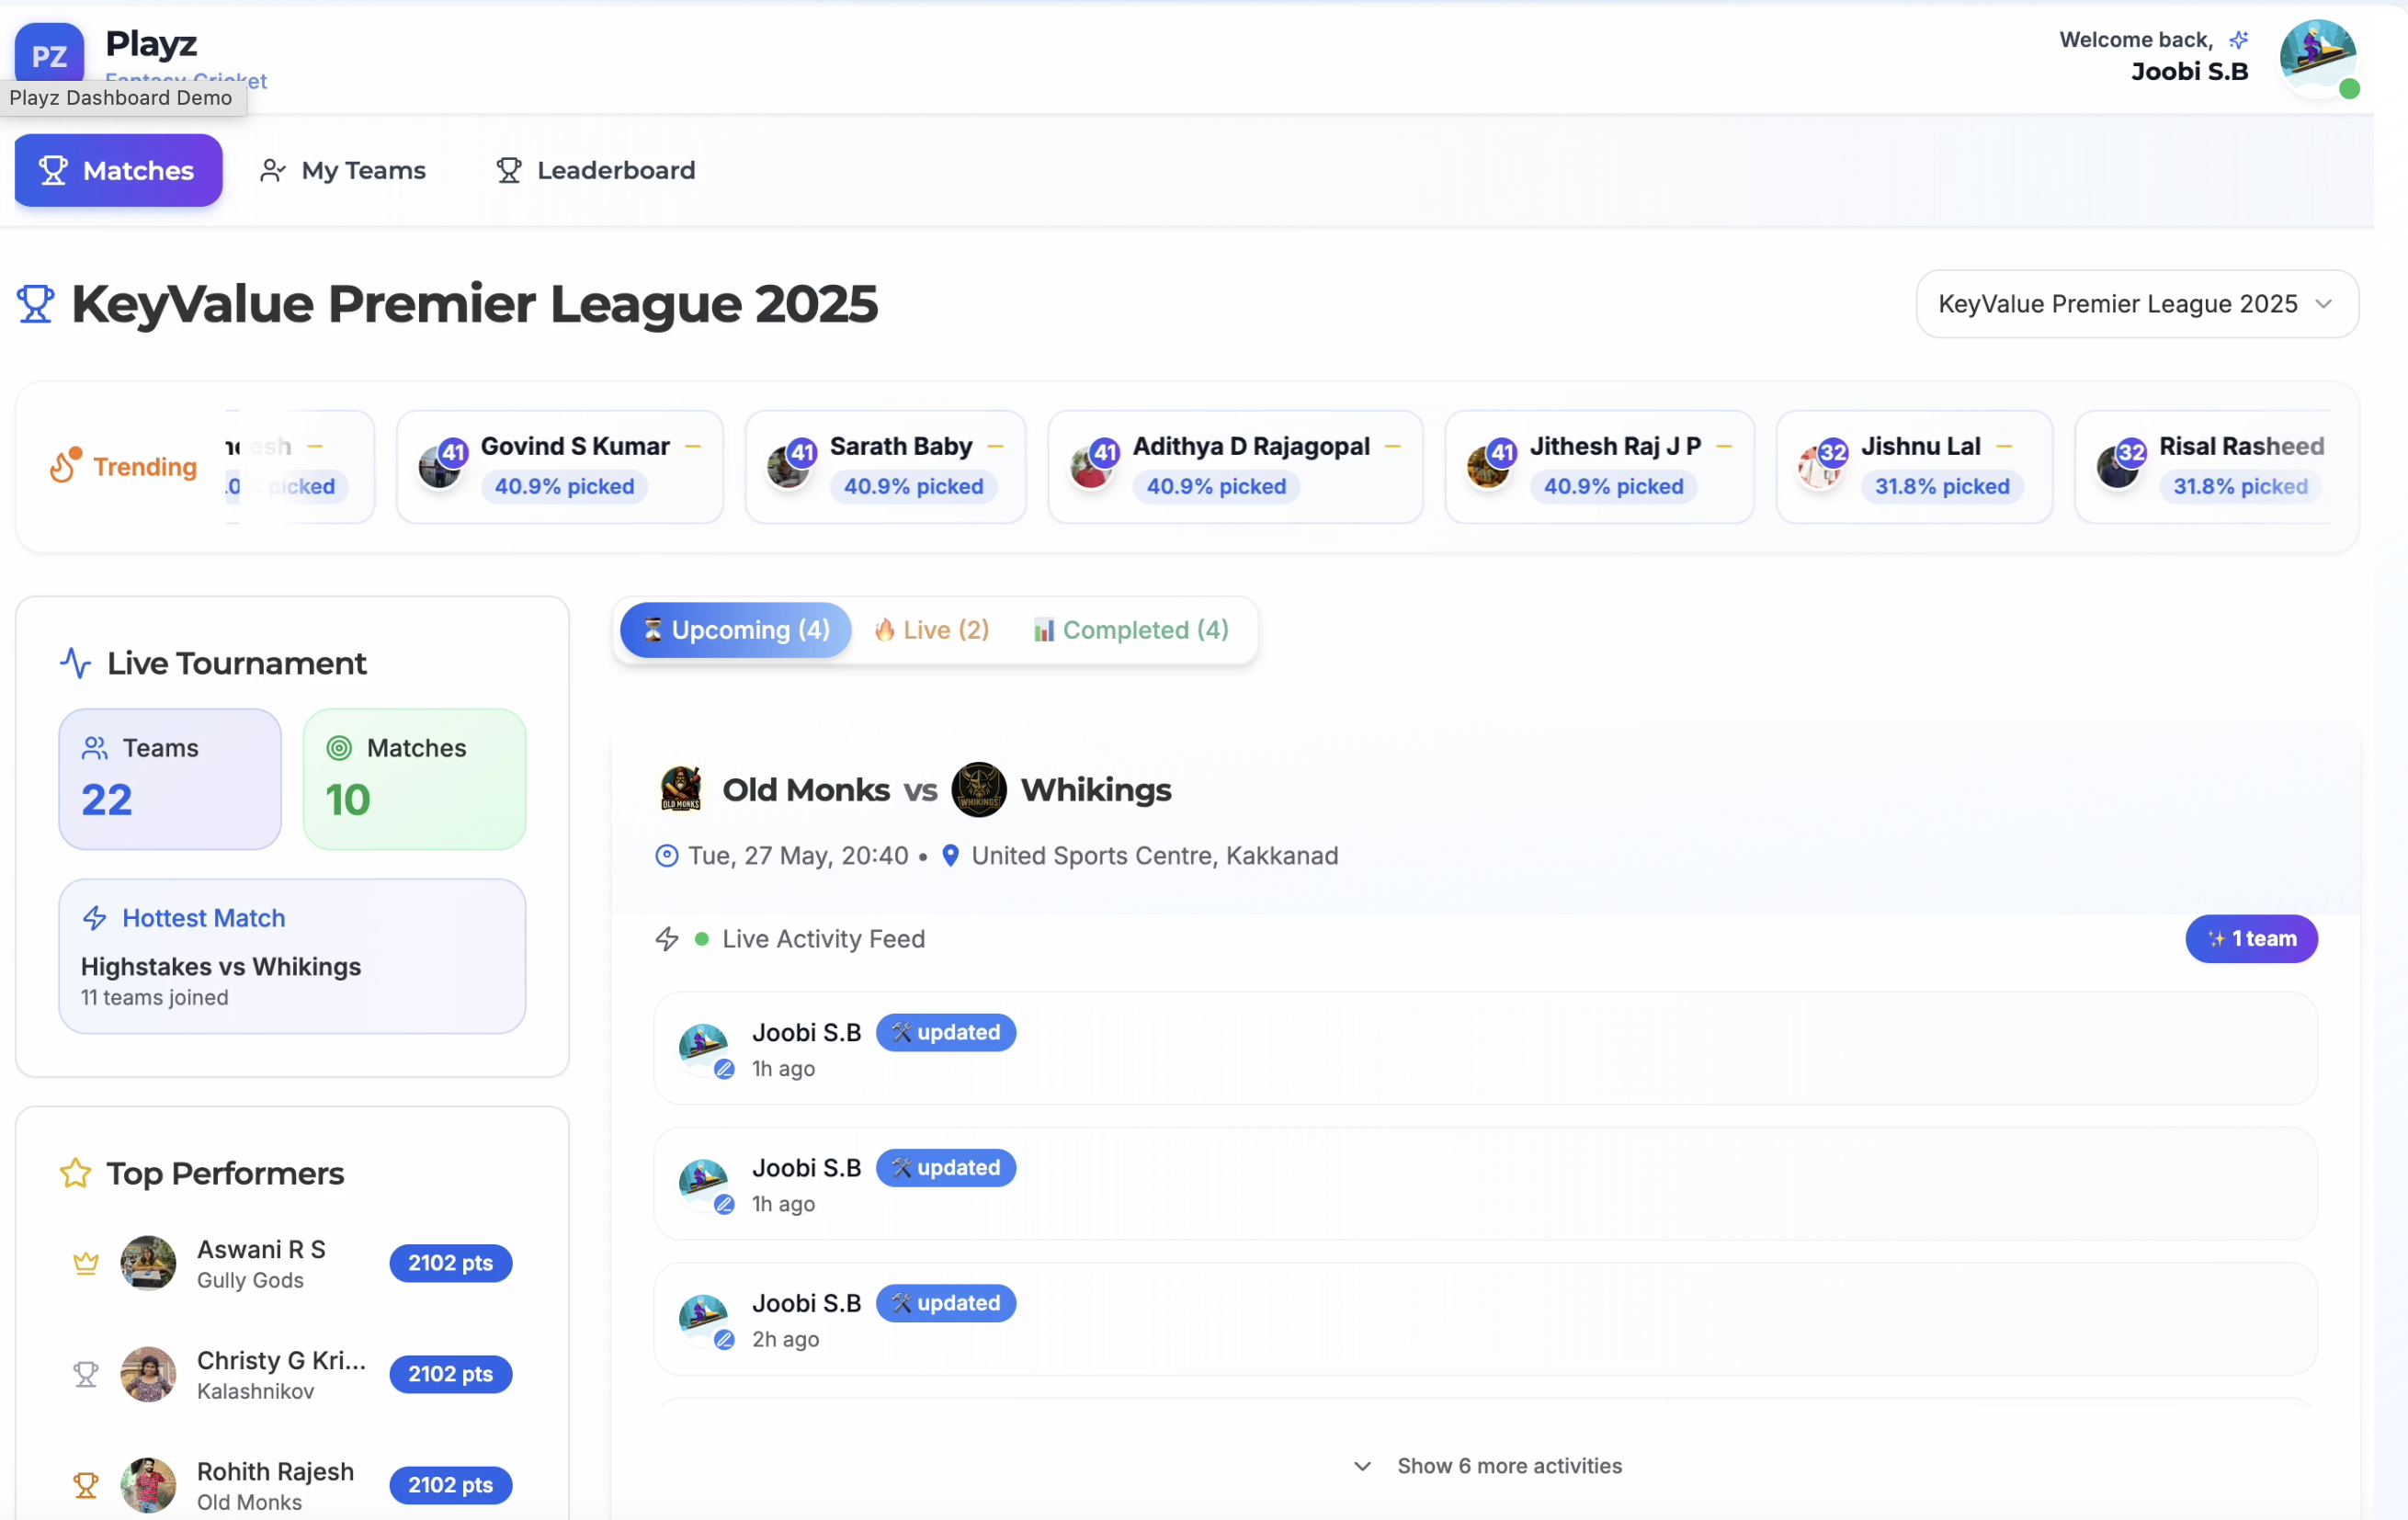 PZ
Playz
Fantasy Cricket
Playz Dashboard Demo
Welcome back,
Joobi S.B
Matches
My Teams
Leaderboard
KeyValue Premier League 2025
KeyValue Premier League 2025
Trending
picked
41 Govind S Kumar
40.9% picked
41 Sarath Baby
40.9% picked
41 Adithya D Rajagopal
40.9% picked
41 Jithesh Raj J P
40.9% picked
32 Jishnu Lal
31.8% picked
32 Risal Rasheed
31.8% picked
Live Tournament
Teams
22
Matches
10
Hottest Match
Highstakes vs Whikings
11 teams joined
Top Performers
Aswani R S
Gully Gods
2102 pts
Christy G Kri...
Kalashnikov
2102 pts
Rohith Rajesh
Old Monks
2102 pts
Upcoming (4)
Live (2)
Completed (4)
OLD MONKS
Old Monks vs
WHIKINGS
Whikings
Tue, 27 May, 20:40 • United Sports Centre, Kakkanad
Live Activity Feed
1 team
Joobi S.B updated
1h ago
Joobi S.B updated
1h ago
Joobi S.B updated
2h ago
Show 6 more activities